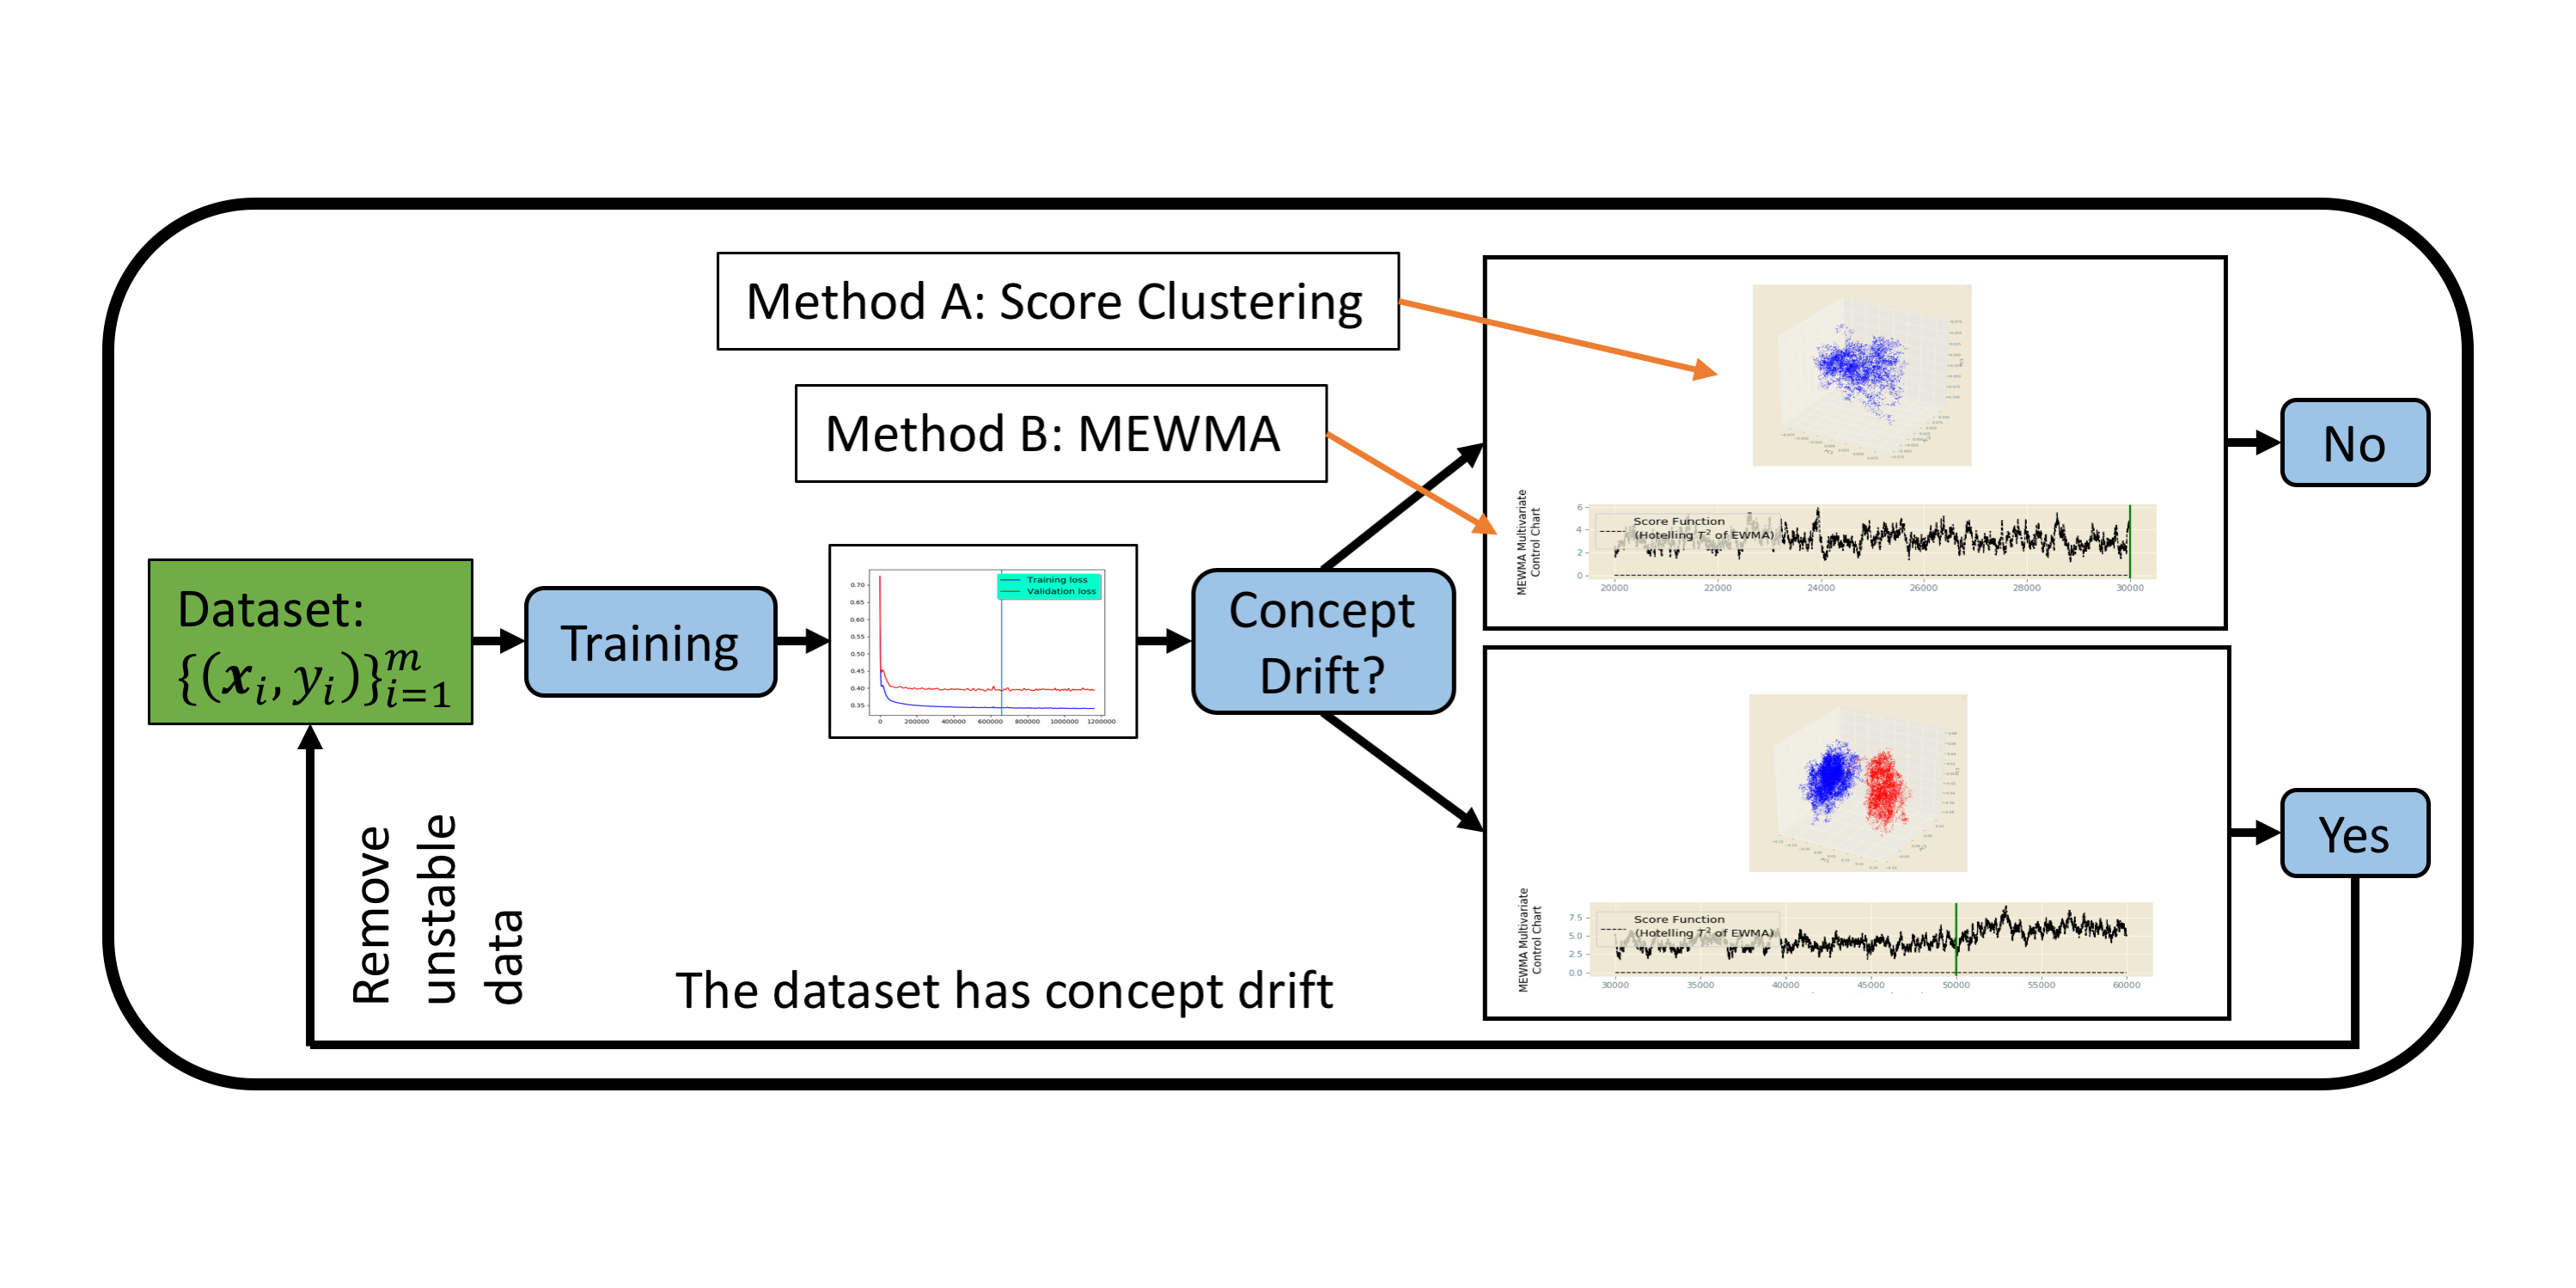 Method A: Score Clustering
Method B: MEWMA
Dataset:
{(x_i, y_i)}_{i=1}^m
Training
0.70
0.65
0.60
0.55
0.50
0.45
0.40
0.35
Training loss
Validation loss
0 200000 400000 600000 800000 1000000 1200000
Concept
Drift?
MEWMA Multivariate
Control Chart
6
4
2
0
Score Function
(Hotelling T² of EWMA)
20000 22000 24000 26000 28000 30000
No
MEWMA Multivariate
Control Chart
7.5
5.0
2.5
0.0
Score Function
(Hotelling T² of EWMA)
30000 35000 40000 45000 50000 55000 60000
Yes
Remove
unstable
data
The dataset has concept drift